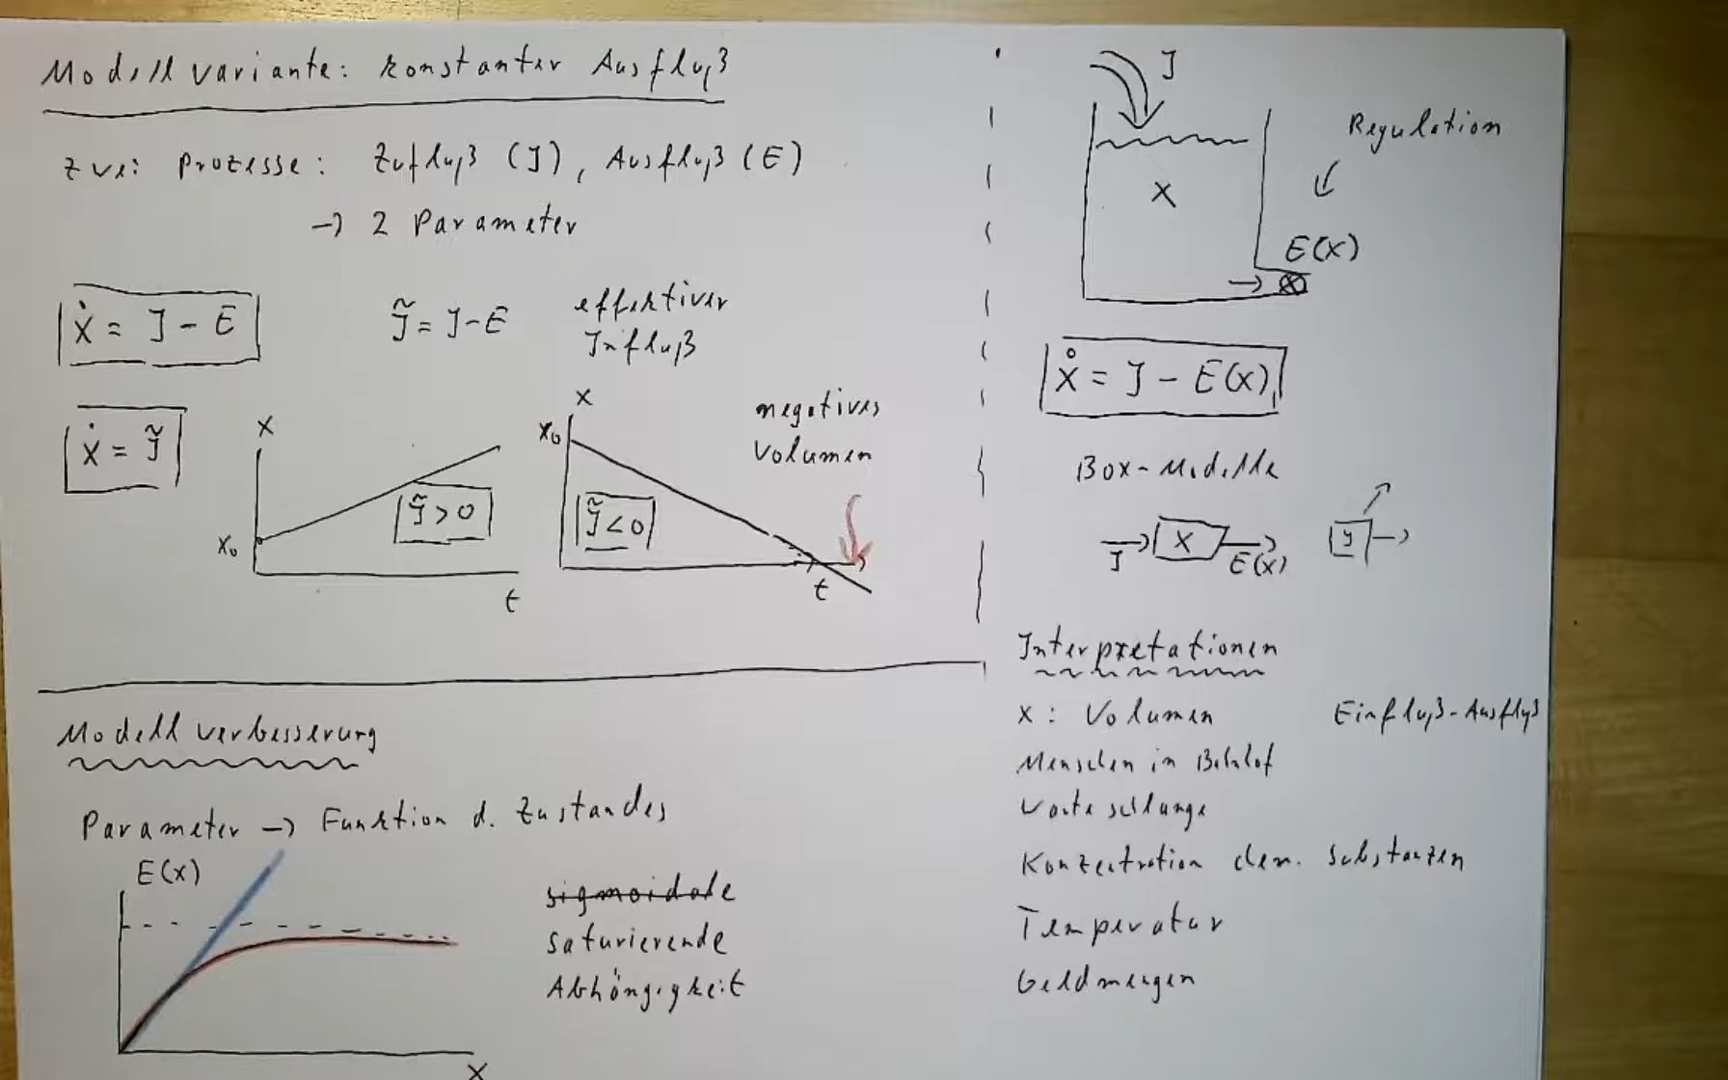 Modellvariante: konstanter Ausfluß
zwei Prozesse: Zufluß (J), Ausfluß (E)
→ 2 Parameter
ẋ = J - E
J̃ = J - E
effektiver
Influß
ẋ = J̃
x
x₀
J̃ > 0
t
x
x₀
J̃ < 0
t
negatives
Volumen
Modellverbesserung
Parameter → Funktion d. Zustandes
E(x)
x
sigmoidale
saturierende
Abhängigkeit
J
Regulation
x
E(x)
ẋ = J - E(x)
Box-Modelle
J
x
E(x)
y
Interpretationen
x: Volumen Einfluß-Ausfluß
Menschen in Bahnhof
Warteschlange
Konzentration chem. Substanzen
Temperatur
Geldmengen